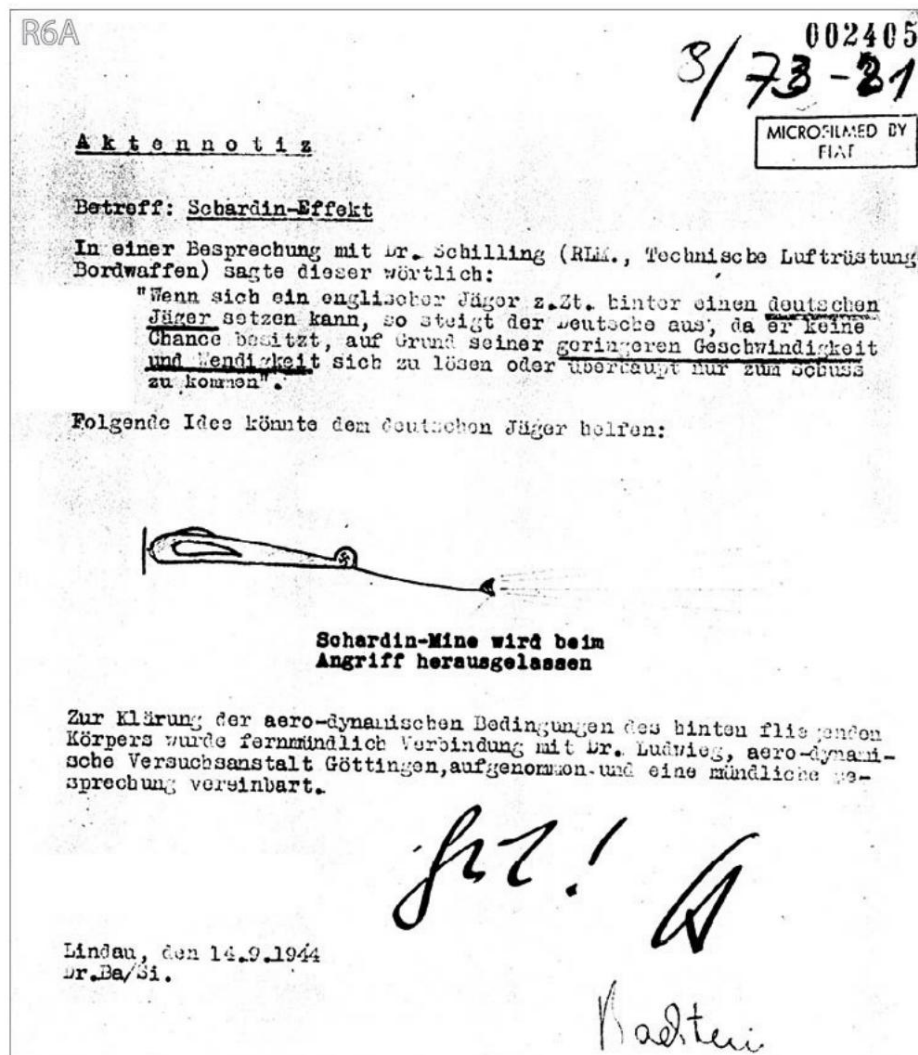 R6A
002405
8/73-21
MICROFILMED BY
FIAT
Aktennotiz
Betreff: Schardin-Effekt
In einer Besprechung mit Dr. Schilling (RLM., Technische Luftrüstung
Bordwaffen) sagte dieser wörtlich:
"Wenn sich ein englischer Jäger z.Zt. hinter einen deutschen
Jäger setzen kann, so steigt der Deutsche aus, da er keine
Chance besitzt, auf Grund seiner geringeren Geschwindigkeit
und Wendigkeit sich zu lösen oder überhaupt nur zum Schuss
zu kommen".
Folgende Idee könnte dem deutschen Jäger helfen:
Schardin-Mine wird beim
Angriff herausgelassen
Zur Klärung der aero-dynamischen Bedingungen des hinten fliegenden
Körpers wurde fernmündlich Verbindung mit Dr. Ludwieg, aero-dynami-
sche Versuchsanstalt Göttingen, aufgenommen und eine mündliche Be-
sprechung vereinbart.
Lindau, den 14.9.1944
Dr.Ba/Si.